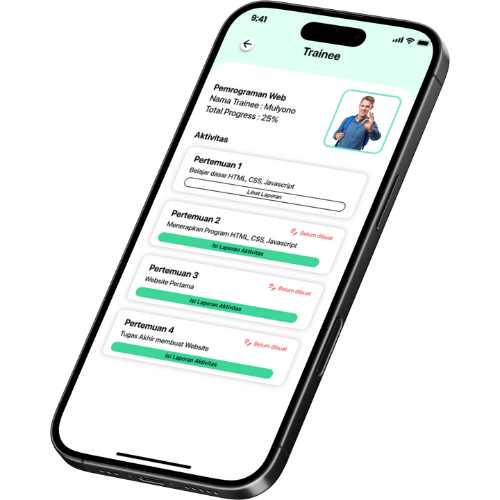 9:41
Trainee
Pemrograman Web
Nama Trainee : Mulyono
Total Progress : 25%
Aktivitas
Pertemuan 1
Belajar dasar HTML, CSS, Javascript
Lihat Laporan
Pertemuan 2
Belum dibuat
Menerapkan Program HTML, CSS, Javascript
Isi Laporan Aktivitas
Pertemuan 3
Belum dibuat
Website Pertama
Isi Laporan Aktivitas
Pertemuan 4
Belum dibuat
Tugas Akhir membuat Website
Isi Laporan Aktivitas